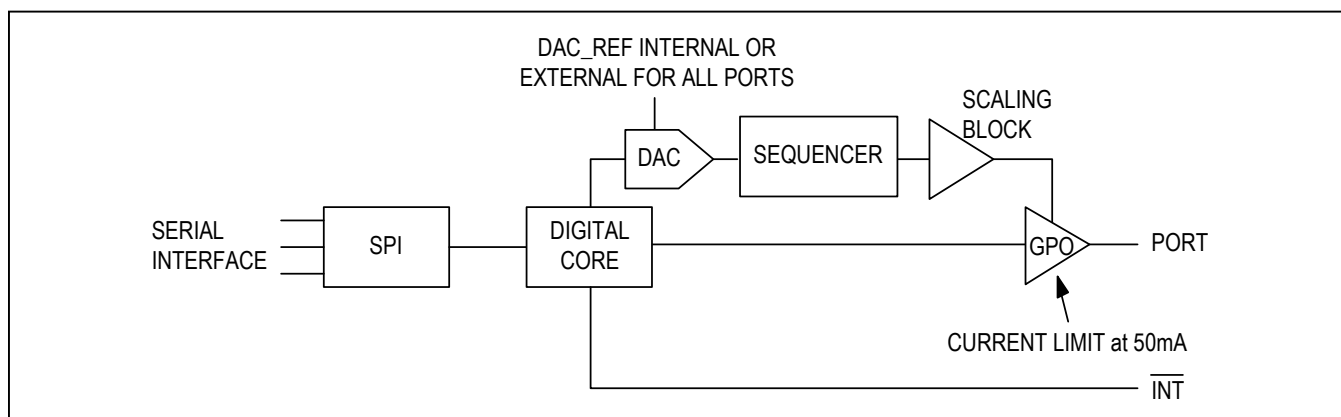 DAC_REF INTERNAL OR
EXTERNAL FOR ALL PORTS
SCALING
BLOCK
DAC
SEQUENCER
SERIAL
INTERFACE
SPI
DIGITAL
CORE
GPO
PORT
CURRENT LIMIT at 50mA
I̅N̅T̅